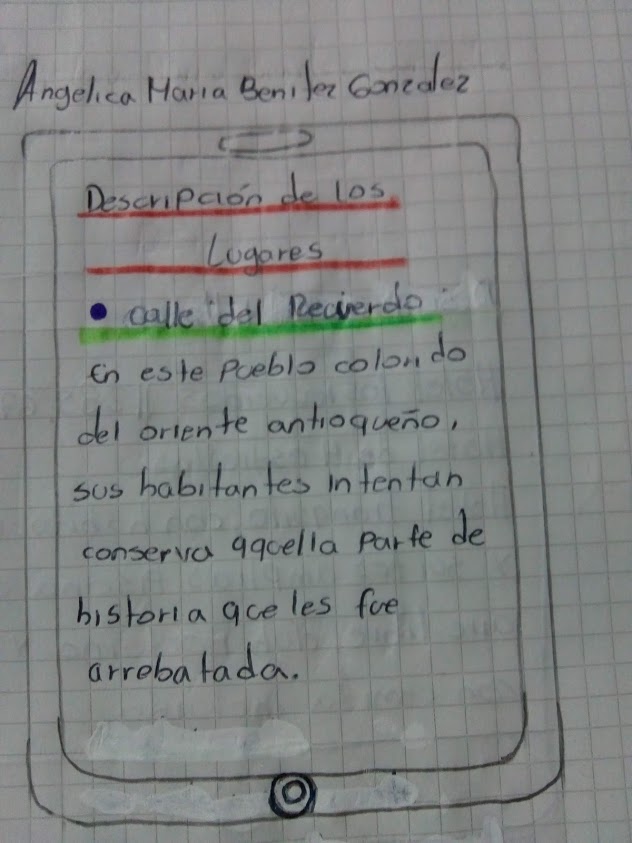 Angelica Maria Benitez Gonzalez
Descripción de los
Lugares
• calle del Recuerdo
En este pueblo colorido
del oriente antioqueño,
sus habitantes intentan
conserva aquella parte de
historia que les fue
arrebatada.